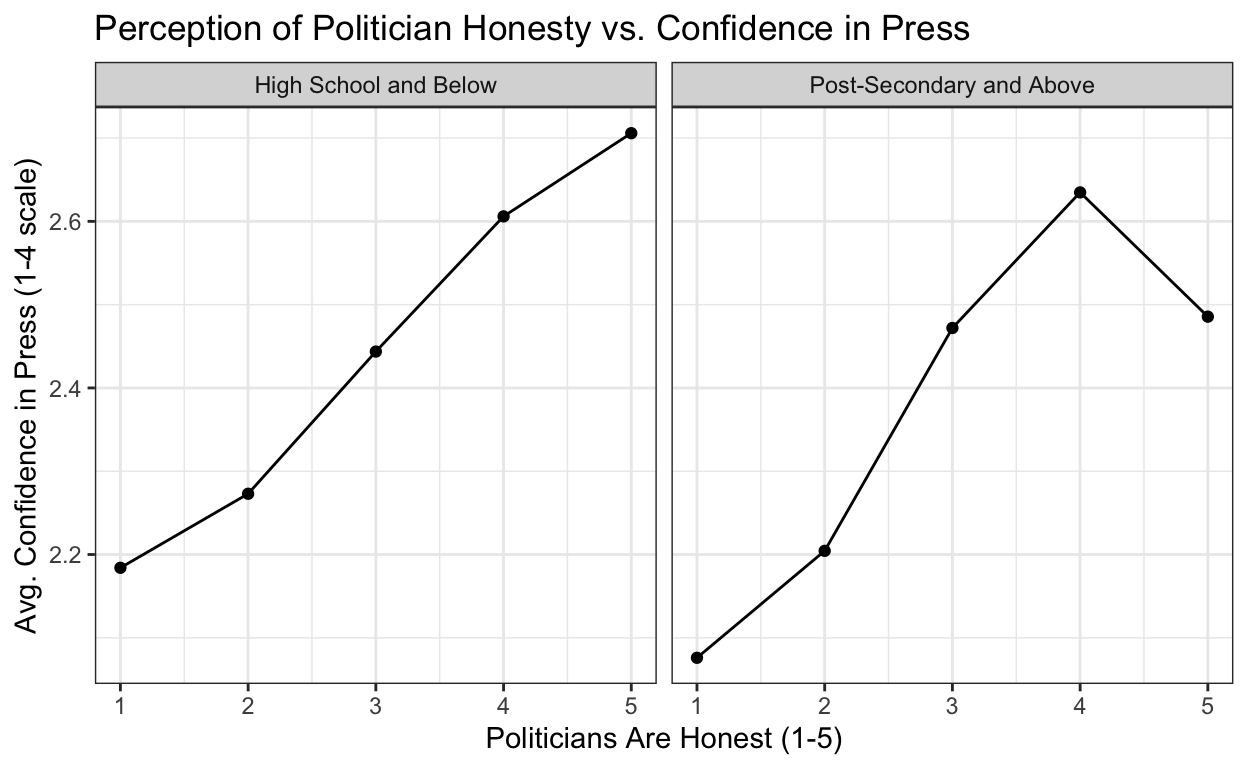 Perception of Politician Honesty vs. Confidence in Press
High School and Below
Post-Secondary and Above
Avg. Confidence in Press (1-4 scale)
2.6
2.4
2.2
1 2 3 4 5
1 2 3 4 5
Politicians Are Honest (1-5)